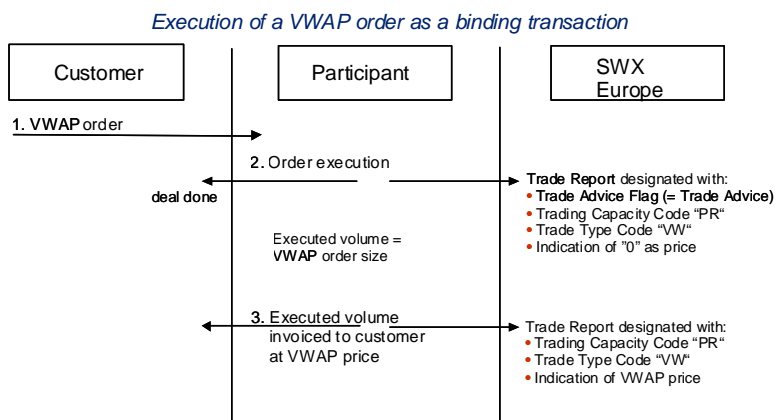 Execution of a VWAP order as a binding transaction
Customer
Participant
SWX
Europe
1. VWAP order
2. Order execution
deal done
Trade Report designated with:
• Trade Advice Flag (= Trade Advice)
• Trading Capacity Code “PR“
• Trade Type Code “VW“
• Indication of ”0” as price
Executed volume =
VWAP order size
3. Executed volume
invoiced to customer
at VWAP price
Trade Report designated with:
• Trading Capacity Code “PR“
• Trade Type Code “VW“
• Indication of VWAP price